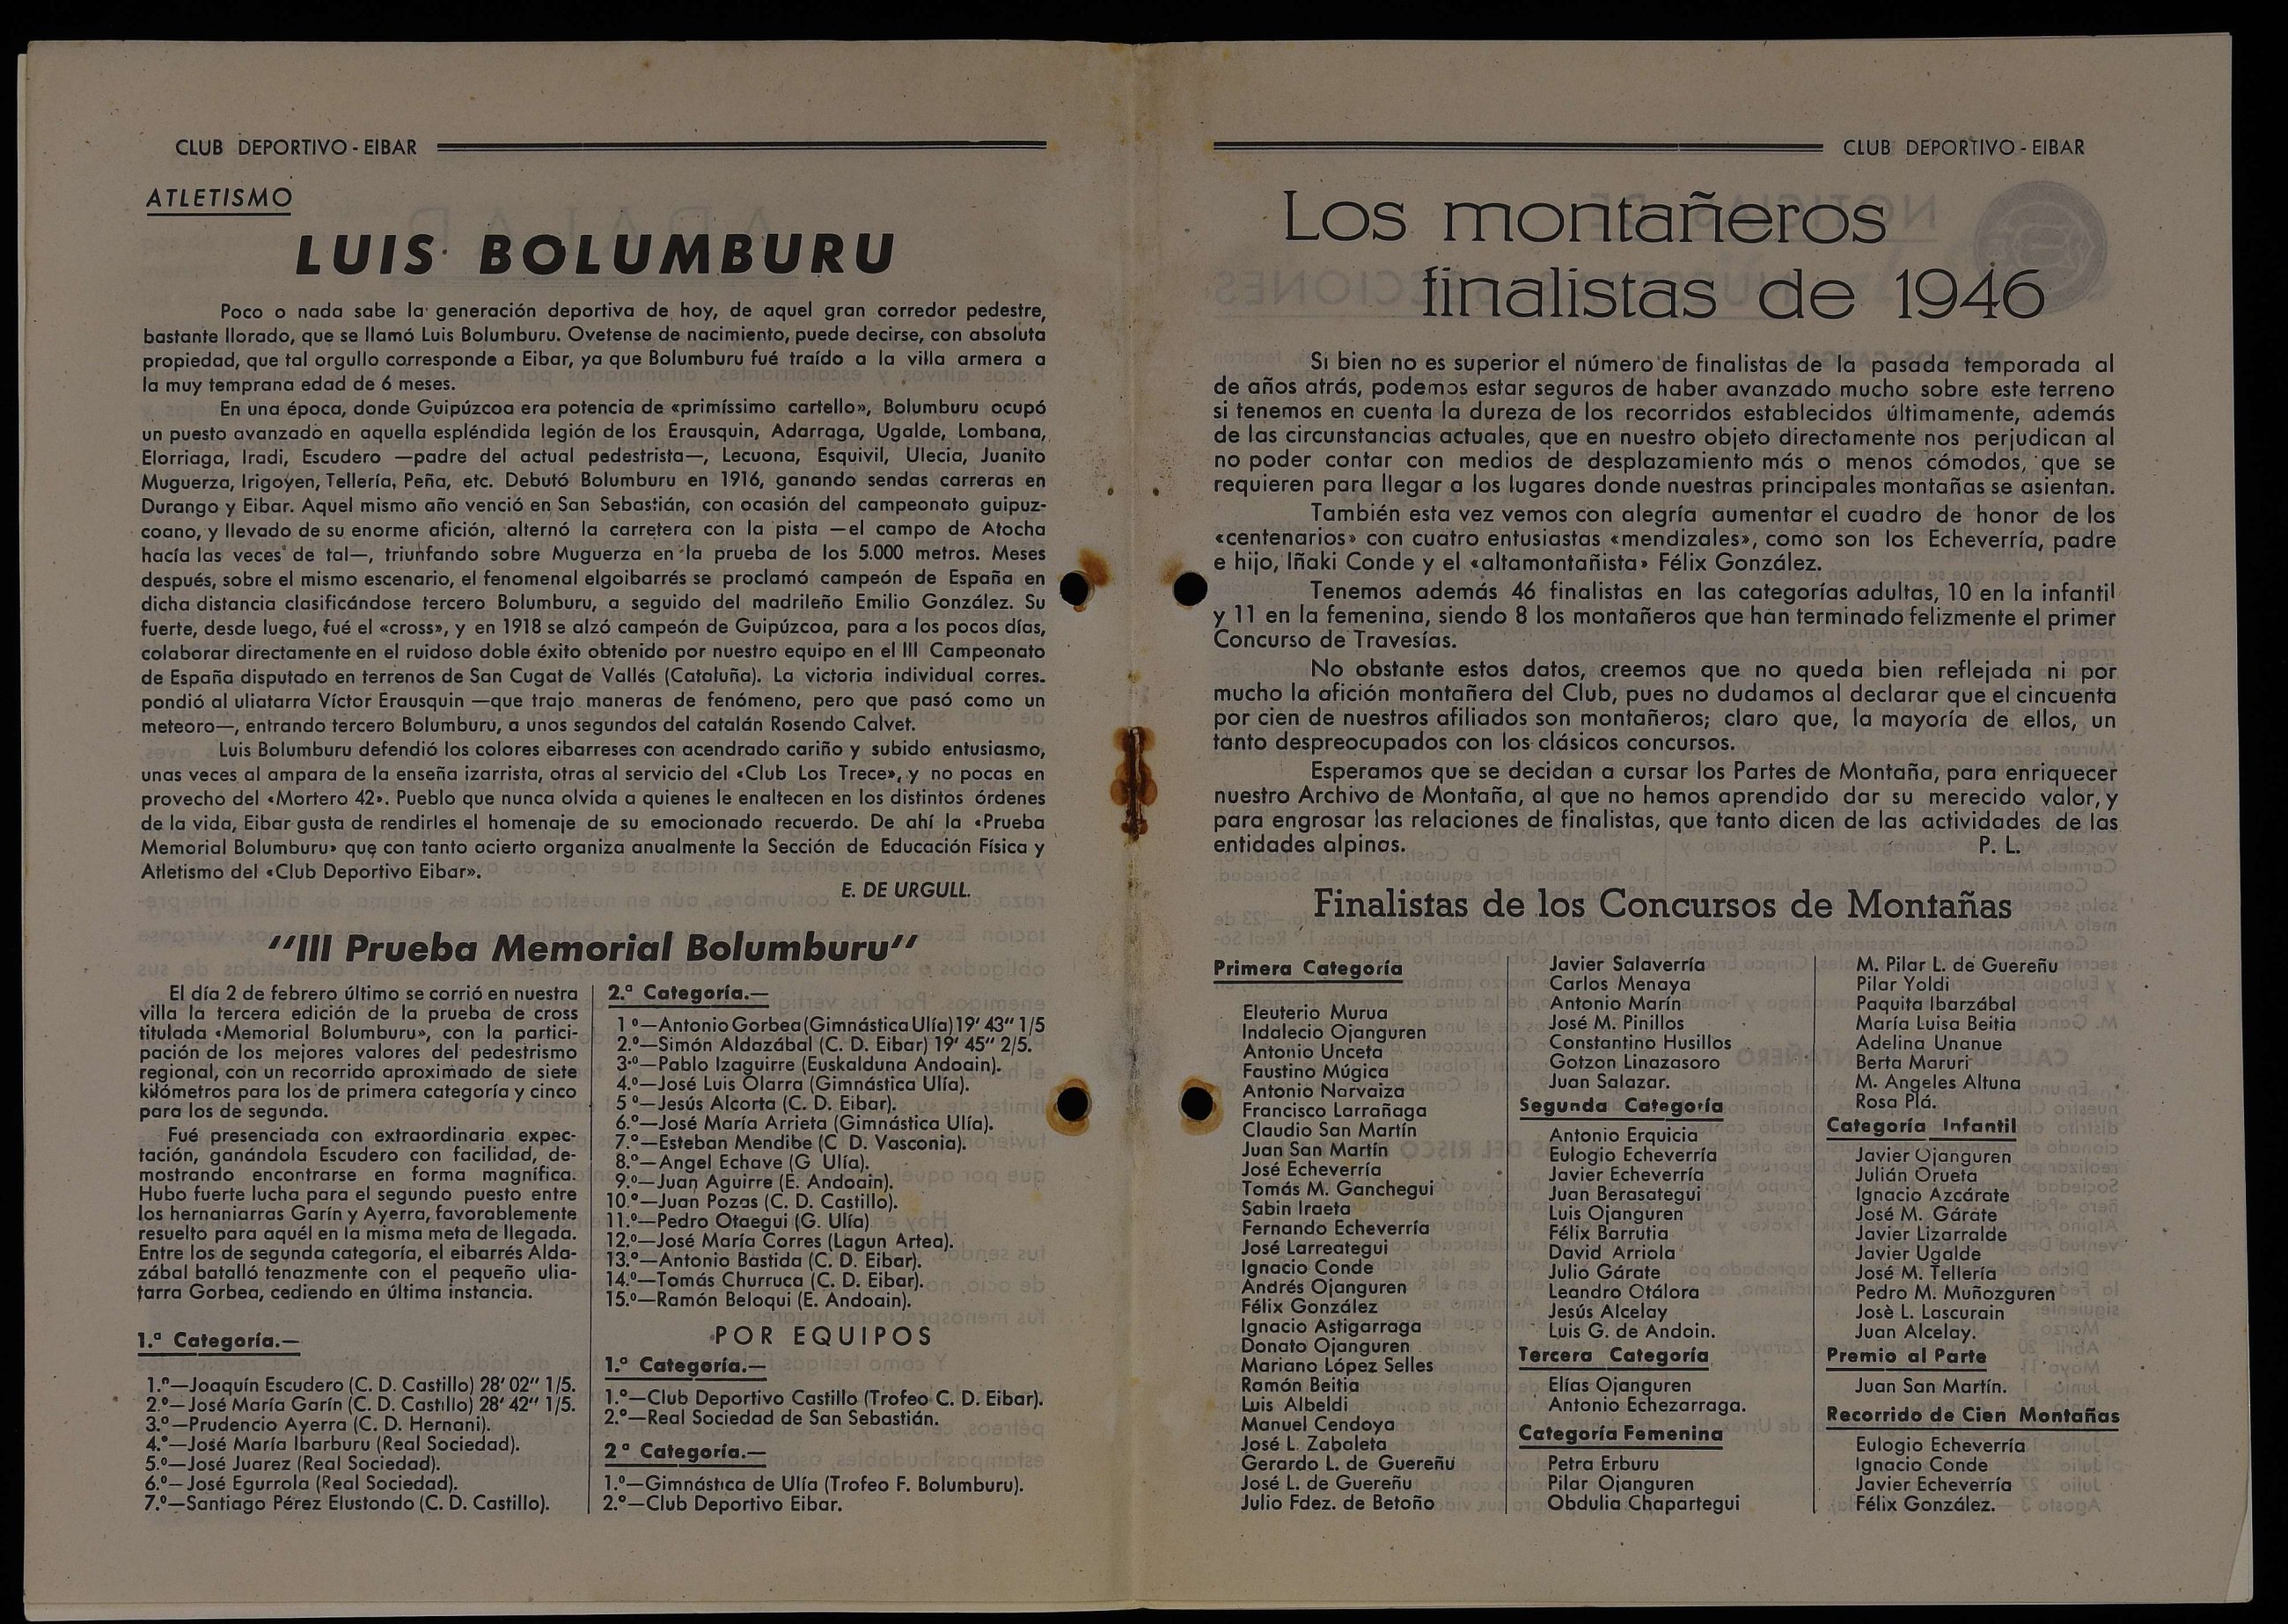 CLUB DEPORTIVO - EIBAR
ATLETISMO
LUIS BOLUMBURU
Poco o nada sabe la generación deportiva de hoy, de aquel gran corredor pedestre,
bastante llorado, que se llamó Luis Bolumburu. Ovetense de nacimiento, puede decirse, con absoluta
propiedad, que tal orgullo corresponde a Eibar, ya que Bolumburu fué traído a la villa armera a
la muy temprana edad de 6 meses.
En una época, donde Guipúzcoa era potencia de «primíssimo cartello», Bolumburu ocupó
un puesto avanzado en aquella espléndida legión de los Erausquin, Adarraga, Ugalde, Lombana,
Elorriaga, Iradi, Escudero —padre del actual pedestrista—, Lecuona, Esquivil, Ulecia, Juanito
Muguerza, Irigoyen, Tellería, Peña, etc. Debutó Bolumburu en 1916, ganando sendas carreras en
Durango y Eibar. Aquel mismo año venció en San Sebastián, con ocasión del campeonato guipuz-
coano, y llevado de su enorme afición, alternó la carretera con la pista —el campo de Atocha
hacía las veces de tal—, triunfando sobre Muguerza en la prueba de los 5.000 metros. Meses
después, sobre el mismo escenario, el fenomenal elgoibarrés se proclamó campeón de España en
dicha distancia clasificándose tercero Bolumburu, a seguido del madrileño Emilio González. Su
fuerte, desde luego, fué el «cross», y en 1918 se alzó campeón de Guipúzcoa, para a los pocos días,
colaborar directamente en el ruidoso doble éxito obtenido por nuestro equipo en el III Campeonato
de España disputado en terrenos de San Cugat de Vallés (Cataluña). La victoria individual corres.
pondió al uliatarra Víctor Erausquin —que trajo maneras de fenómeno, pero que pasó como un
meteoro—, entrando tercero Bolumburu, a unos segundos del catalán Rosendo Calvet.
Luis Bolumburu defendió los colores eibarreses con acendrado cariño y subido entusiasmo,
unas veces al ampara de la enseña izarrista, otras al servicio del «Club Los Trece», y no pocas en
provecho del «Mortero 42». Pueblo que nunca olvida a quienes le enaltecen en los distintos órdenes
de la vida, Eibar gusta de rendirles el homenaje de su emocionado recuerdo. De ahí la «Prueba
Memorial Bolumburu» que con tanto acierto organiza anualmente la Sección de Educación Física y
Atletismo del «Club Deportivo Eibar».
E. DE URGULL.
"III Prueba Memorial Bolumburu"
El día 2 de febrero último se corrió en nuestra
villa la tercera edición de la prueba de cross
titulada «Memorial Bolumburu», con la partici-
pación de los mejores valores del pedestrismo
regional, con un recorrido aproximado de siete
kilómetros para los de primera categoría y cinco
para los de segunda.
Fué presenciada con extraordinaria expec-
tación, ganándola Escudero con facilidad, de-
mostrando encontrarse en forma magnífica.
Hubo fuerte lucha para el segundo puesto entre
los hernaniarras Garín y Ayerra, favorablemente
resuelto para aquél en la misma meta de llegada.
Entre los de segunda categoría, el eibarrés Alda-
zábal batalló tenazmente con el pequeño ulia-
tarra Gorbea, cediendo en última instancia.
1.ª Categoría.—
1.º—Joaquín Escudero (C. D. Castillo) 28' 02" 1/5.
2.º—José María Garín (C. D. Castillo) 28' 42" 1/5.
3.º—Prudencio Ayerra (C. D. Hernani).
4.º—José María Ibarburu (Real Sociedad).
5.º—José Juarez (Real Sociedad).
6.º—José Egurrola (Real Sociedad).
7.º—Santiago Pérez Elustondo (C. D. Castillo).
2.ª Categoría.—
1 º—Antonio Gorbea (Gimnástica Ulía) 19' 43" 1/5
2.º—Simón Aldazábal (C. D. Eibar) 19' 45" 2/5.
3.º—Pablo Izaguirre (Euskalduna Andoain).
4.º—José Luis Olarra (Gimnástica Ulía).
5 º—Jesús Alcorta (C. D. Eibar).
6.º—José María Arrieta (Gimnástica Ulía).
7.º—Esteban Mendibe (C D. Vasconia).
8.º—Angel Echave (G Ulía).
9.º—Juan Aguirre (E. Andoain).
10.º—Juan Pozas (C. D. Castillo).
11.º—Pedro Otaegui (G. Ulía)
12.º—José María Corres (Lagun Artea).
13.º—Antonio Bastida (C. D. Eibar).
14.º—Tomás Churruca (C. D. Eibar).
15.º—Ramón Beloqui (E. Andoain).
POR EQUIPOS
1.ª Categoría.—
1.º—Club Deportivo Castillo (Trofeo C. D. Eibar).
2.º—Real Sociedad de San Sebastián.
2 ª Categoría.—
1.º—Gimnástica de Ulía (Trofeo F. Bolumburu).
2.º—Club Deportivo Eibar.
CLUB DEPORTIVO - EIBAR
Los montañeros
finalistas de 1946
Si bien no es superior el número de finalistas de la pasada temporada al
de años atrás, podemos estar seguros de haber avanzado mucho sobre este terreno
si tenemos en cuenta la dureza de los recorridos establecidos últimamente, además
de las circunstancias actuales, que en nuestro objeto directamente nos perjudican al
no poder contar con medios de desplazamiento más o menos cómodos, que se
requieren para llegar a los lugares donde nuestras principales montañas se asientan.
También esta vez vemos con alegría aumentar el cuadro de honor de los
«centenarios» con cuatro entusiastas «mendizales», como son los Echeverría, padre
e hijo, Iñaki Conde y el «altamontañista» Félix González.
Tenemos además 46 finalistas en las categorías adultas, 10 en la infantil
y 11 en la femenina, siendo 8 los montañeros que han terminado felizmente el primer
Concurso de Travesías.
No obstante estos datos, creemos que no queda bien reflejada ni por
mucho la afición montañera del Club, pues no dudamos al declarar que el cincuenta
por cien de nuestros afiliados son montañeros; claro que, la mayoría de ellos, un
tanto despreocupados con los clásicos concursos.
Esperamos que se decidan a cursar los Partes de Montaña, para enriquecer
nuestro Archivo de Montaña, al que no hemos aprendido dar su merecido valor, y
para engrosar las relaciones de finalistas, que tanto dicen de las actividades de las
entidades alpinas.
P. L.
Finalistas de los Concursos de Montañas
Primera Categoría
Eleuterio Murua
Indalecio Ojanguren
Antonio Unceta
Faustino Múgica
Antonio Narvaiza
Francisco Larrañaga
Claudio San Martín
Juan San Martín
José Echeverría
Tomás M. Ganchegui
Sabin Iraeta
Fernando Echeverría
José Larreategui
Ignacio Conde
Andrés Ojanguren
Félix González
Ignacio Astigarraga
Donato Ojanguren
Mariano López Selles
Ramón Beitia
Luis Albeldi
Manuel Cendoya
José L. Zabaleta
Gerardo L. de Guereñu
José L. de Guereñu
Julio Fdez. de Betoño
Javier Salaverría
Carlos Menaya
Antonio Marín
José M. Pinillos
Constantino Husillos
Gotzon Linazasoro
Juan Salazar.
Segunda Categoría
Antonio Erquicia
Eulogio Echeverría
Javier Echeverría
Juan Berasategui
Luis Ojanguren
Félix Barrutia
David Arriola
Julio Gárate
Leandro Otálora
Jesús Alcelay
Luis G. de Andoin.
Tercera Categoría
Elías Ojanguren
Antonio Echezarraga.
Categoría Femenina
Petra Erburu
Pilar Ojanguren
Obdulia Chapartegui
M. Pilar L. de Guereñu
Pilar Yoldi
Paquita Ibarzábal
María Luisa Beitia
Adelina Unanue
Berta Maruri
M. Angeles Altuna
Rosa Plá.
Categoría Infantil
Javier Ojanguren
Julián Orueta
Ignacio Azcárate
José M. Gárate
Javier Lizarralde
Javier Ugalde
José M. Tellería
Pedro M. Muñozguren
Josè L. Lascurain
Juan Alcelay.
Premio al Parte
Juan San Martín.
Recorrido de Cien Montañas
Eulogio Echeverría
Ignacio Conde
Javier Echeverría
Félix González.